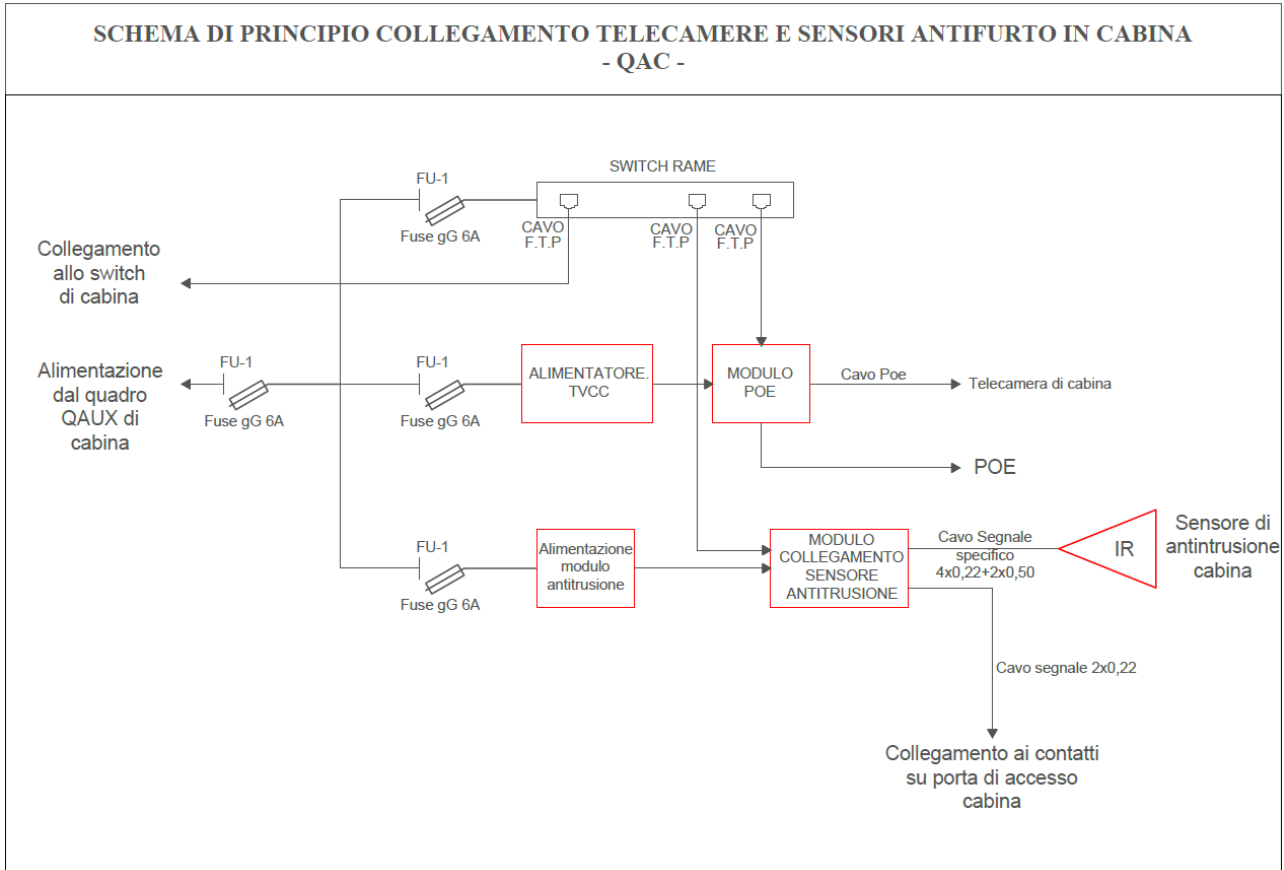 SCHEMA DI PRINCIPIO COLLEGAMENTO TELECAMERE E SENSORI ANTIFURTO IN CABINA
- QAC -
SWITCH RAME
FU-1
Fuse gG 6A
CAVO
F.T.P
CAVO
F.T.P
CAVO
F.T.P
Collegamento
allo switch
di cabina
Alimentazione
dal quadro
QAUX di
cabina
FU-1
Fuse gG 6A
FU-1
Fuse gG 6A
ALIMENTATORE.
TVCC
MODULO
POE
Cavo Poe
Telecamera di cabina
POE
FU-1
Fuse gG 6A
Alimentazione
modulo
antitrusione
MODULO
COLLEGAMENTO
SENSORE
ANTITRUSIONE
Cavo Segnale
specifico
4x0,22+2x0,50
IR
Sensore di
antintrusione
cabina
Cavo segnale 2x0,22
Collegamento ai contatti
su porta di accesso
cabina